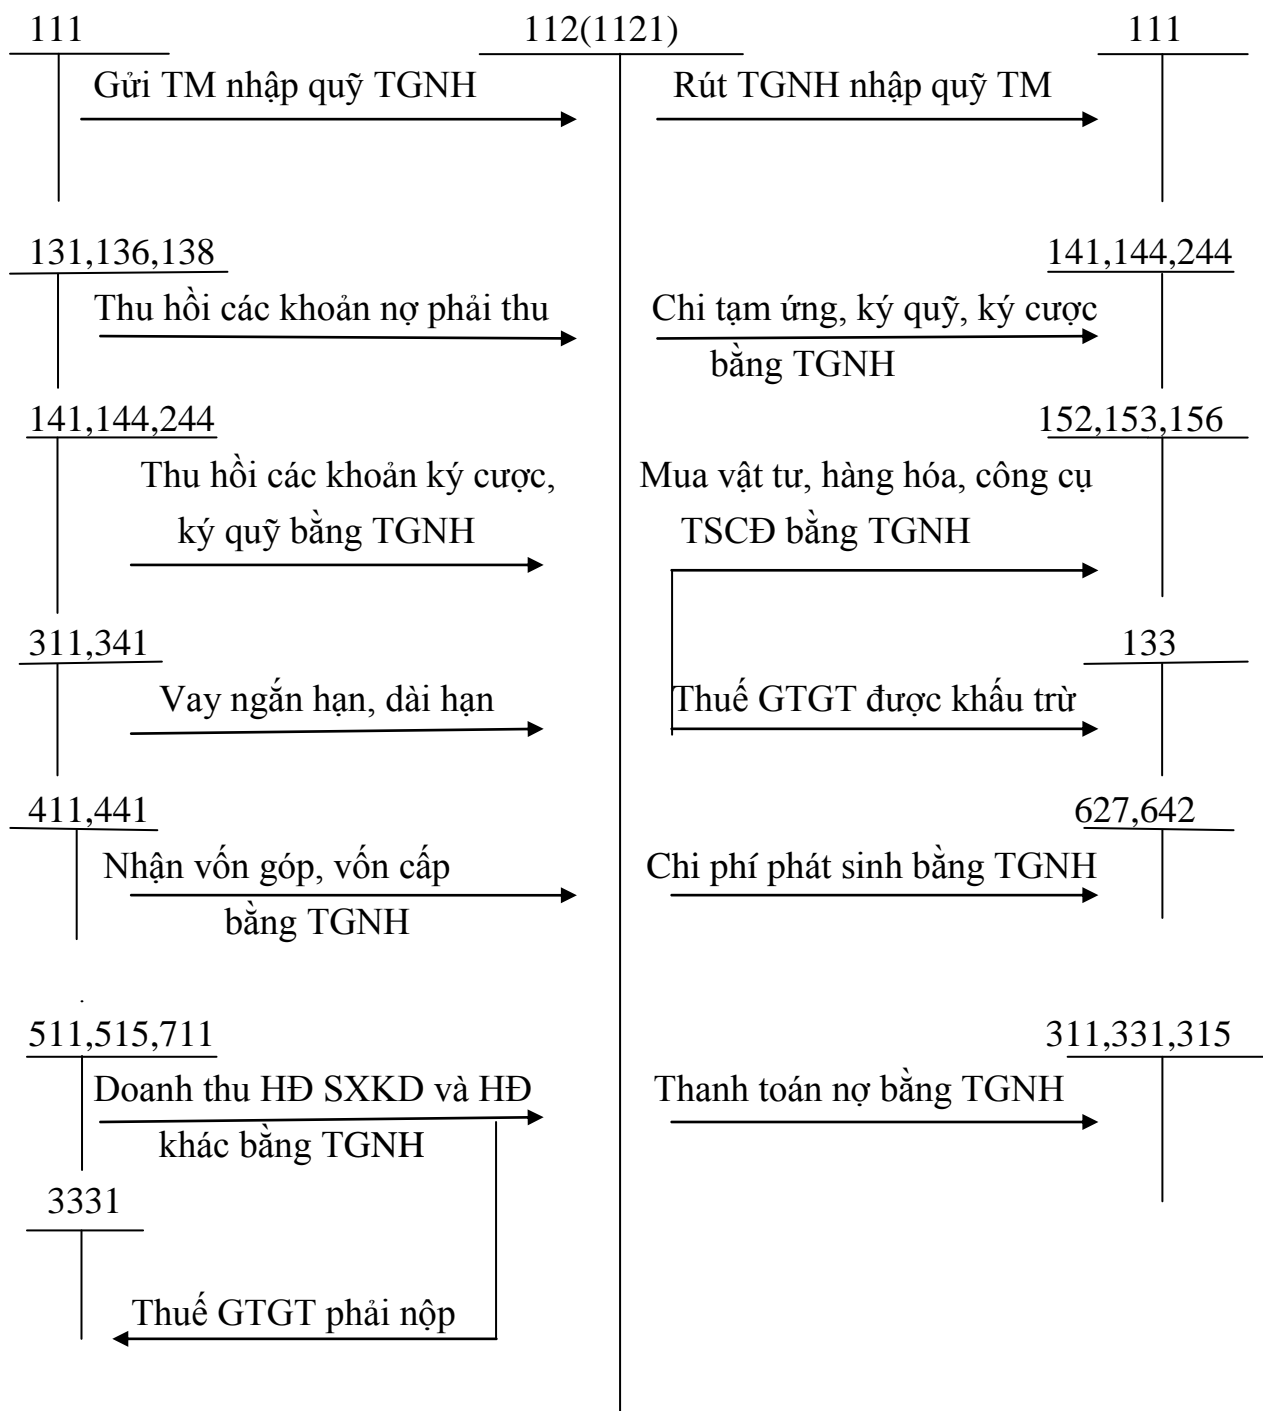 111
112(1121)
111
Gửi TM nhập quỹ TGNH
Rút TGNH nhập quỹ TM
131,136,138
141,144,244
Thu hồi các khoản nợ phải thu
Chi tạm ứng, ký quỹ, ký cược
bằng TGNH
141,144,244
152,153,156
Thu hồi các khoản ký cược,
ký quỹ bằng TGNH
Mua vật tư, hàng hóa, công cụ
TSCĐ bằng TGNH
311,341
133
Vay ngắn hạn, dài hạn
Thuế GTGT được khấu trừ
411,441
627,642
Nhận vốn góp, vốn cấp
bằng TGNH
Chi phí phát sinh bằng TGNH
511,515,711
311,331,315
Doanh thu HĐ SXKD và HĐ
khác bằng TGNH
Thanh toán nợ bằng TGNH
3331
Thuế GTGT phải nộp